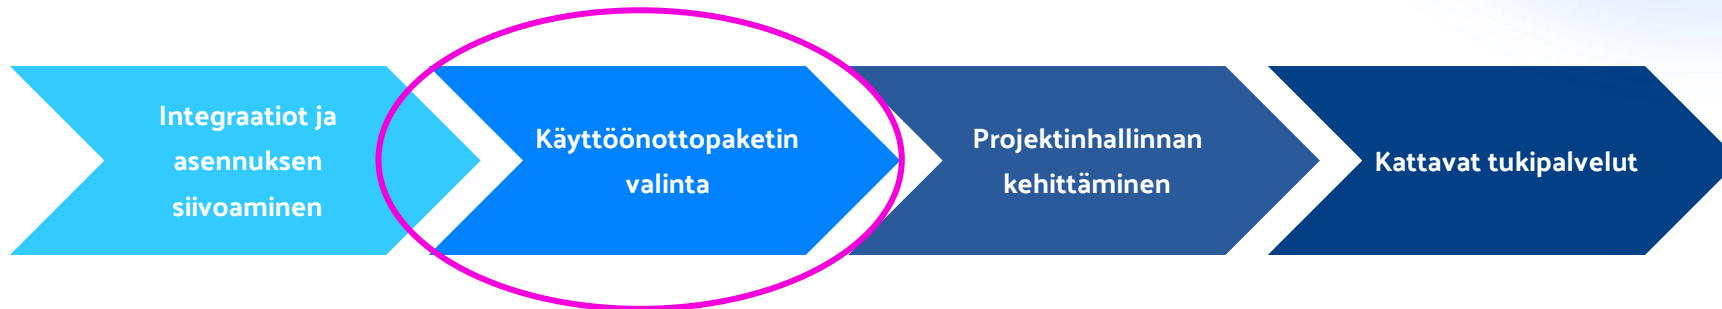 Integraatiot ja
asennuksen
siivoaminen
Käyttöönottopaketin
valinta
Projektinhallinnan
kehittäminen
Kattavat tukipalvelut